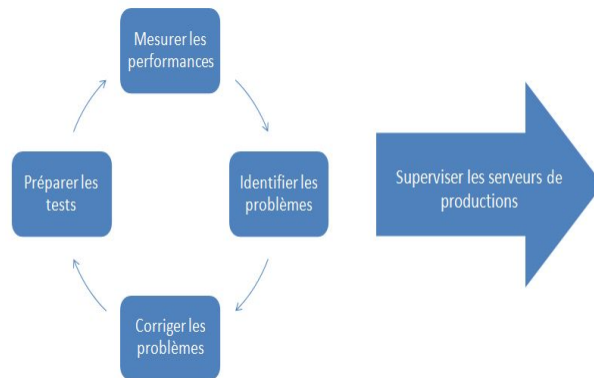 Mesurer les
performances
Préparer les
tests
Identifier les
problèmes
Superviser les serveurs de
productions
Corriger les
problèmes